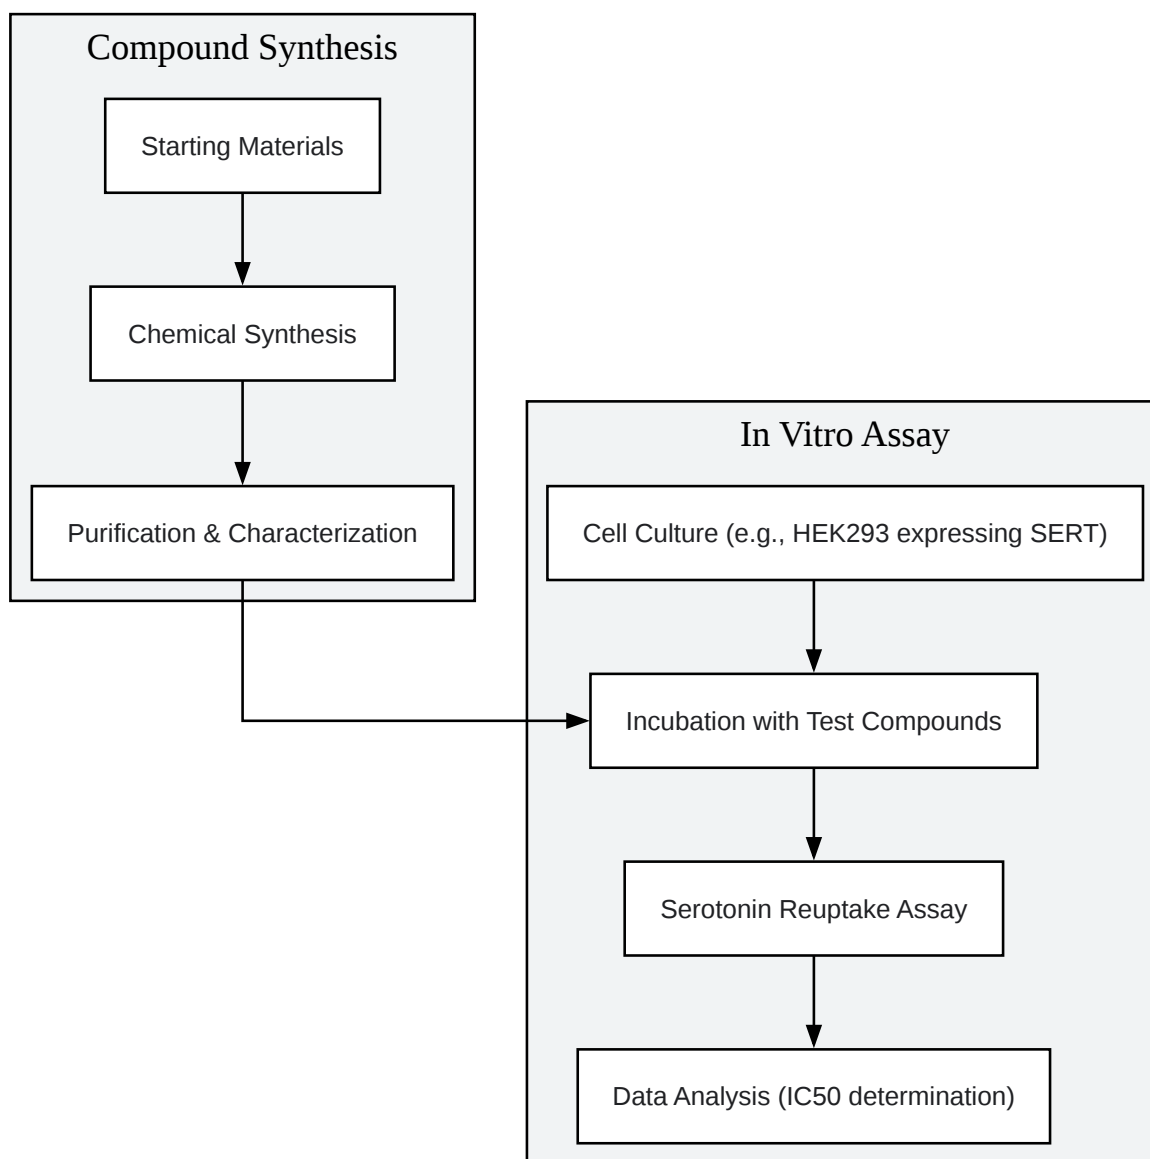 Compound Synthesis
Starting Materials
Chemical Synthesis
Purification & Characterization
In Vitro Assay
Cell Culture (e.g., HEK293 expressing SERT)
Incubation with Test Compounds
Serotonin Reuptake Assay
Data Analysis (IC50 determination)